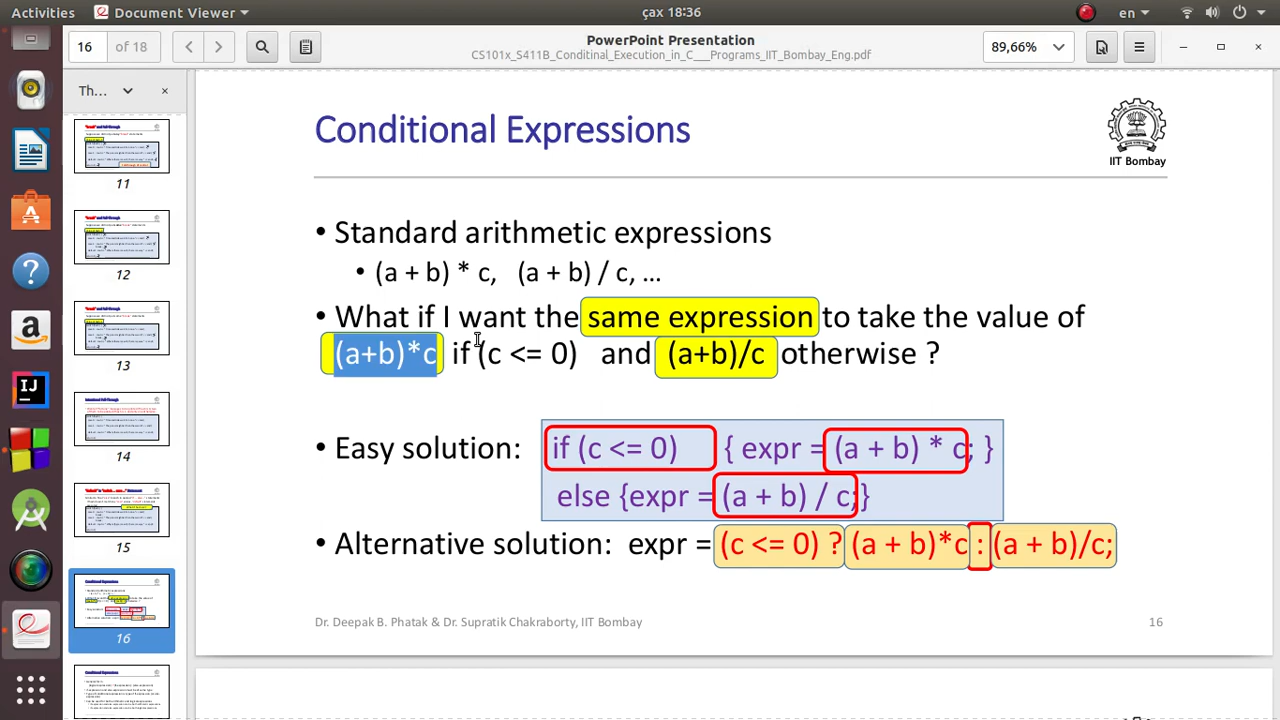 Activities Document Viewer çax 18:36 en
16 of 18 PowerPoint Presentation 89,66%
CS101x_S411B_Conditinal_Execution_in_C___Programs_IIT_Bombay_Eng.pdf
Th...
11
12
13
14
15
16
Conditional Expressions
IIT Bombay
• Standard arithmetic expressions
• (a + b) * c, (a + b) / c, ...
• What if I want the same expression to take the value of
(a+b)*c if (c <= 0) and (a+b)/c otherwise ?
• Easy solution: if (c <= 0) { expr = (a + b) * c; }
else {expr = (a + b) / c;}
• Alternative solution: expr = (c <= 0) ? (a + b)*c : (a + b)/c;
Dr. Deepak B. Phatak & Dr. Supratik Chakraborty, IIT Bombay 16